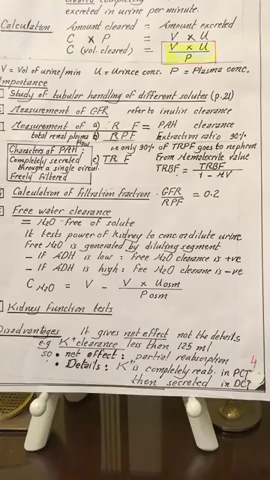 cleared completely
excreted in urine per minute.
Calculation Amount cleared = Amount excreted
C × P = V × U
C (vol. cleared) = V × U / P
V = Vol of urine/min U = Urine conc. P = Plasma conc.
Importance
Study of tubular handling of different solutes (p.21)
Measurement of GFR refer to inulin clearance
Measurement of a) R F = PAH clearance
total renal plasma flow b) RPF Extraction ratio 90%
Characters of PAH: ie only 90% of TRPF goes to nephron
Completely secreted c) TR F From Hematocrite value
through a single circul. TRBF = TRBF / 1 - HV
Freely filtered
Calculation of filtration fraction: GFR / RPF = 0.2
Free water clearance
= H2O free of solute
It tests power of Kidney to conc or dilute urine
Free H2O is generated by diluting segment
- If ADH is low: Free H2O clearance is +ve
- If ADH is high: Fee H2O clearance is -ve
C H2O = V - V × Uosm / Posm
Kidney function tests
Disadvantages It gives net effect not the details
e.g K+ clearance less than 125 ml
so • net effect: partial reabsorption
• Details: K+ is completely reab. in PCT
then secreted in DCT
4